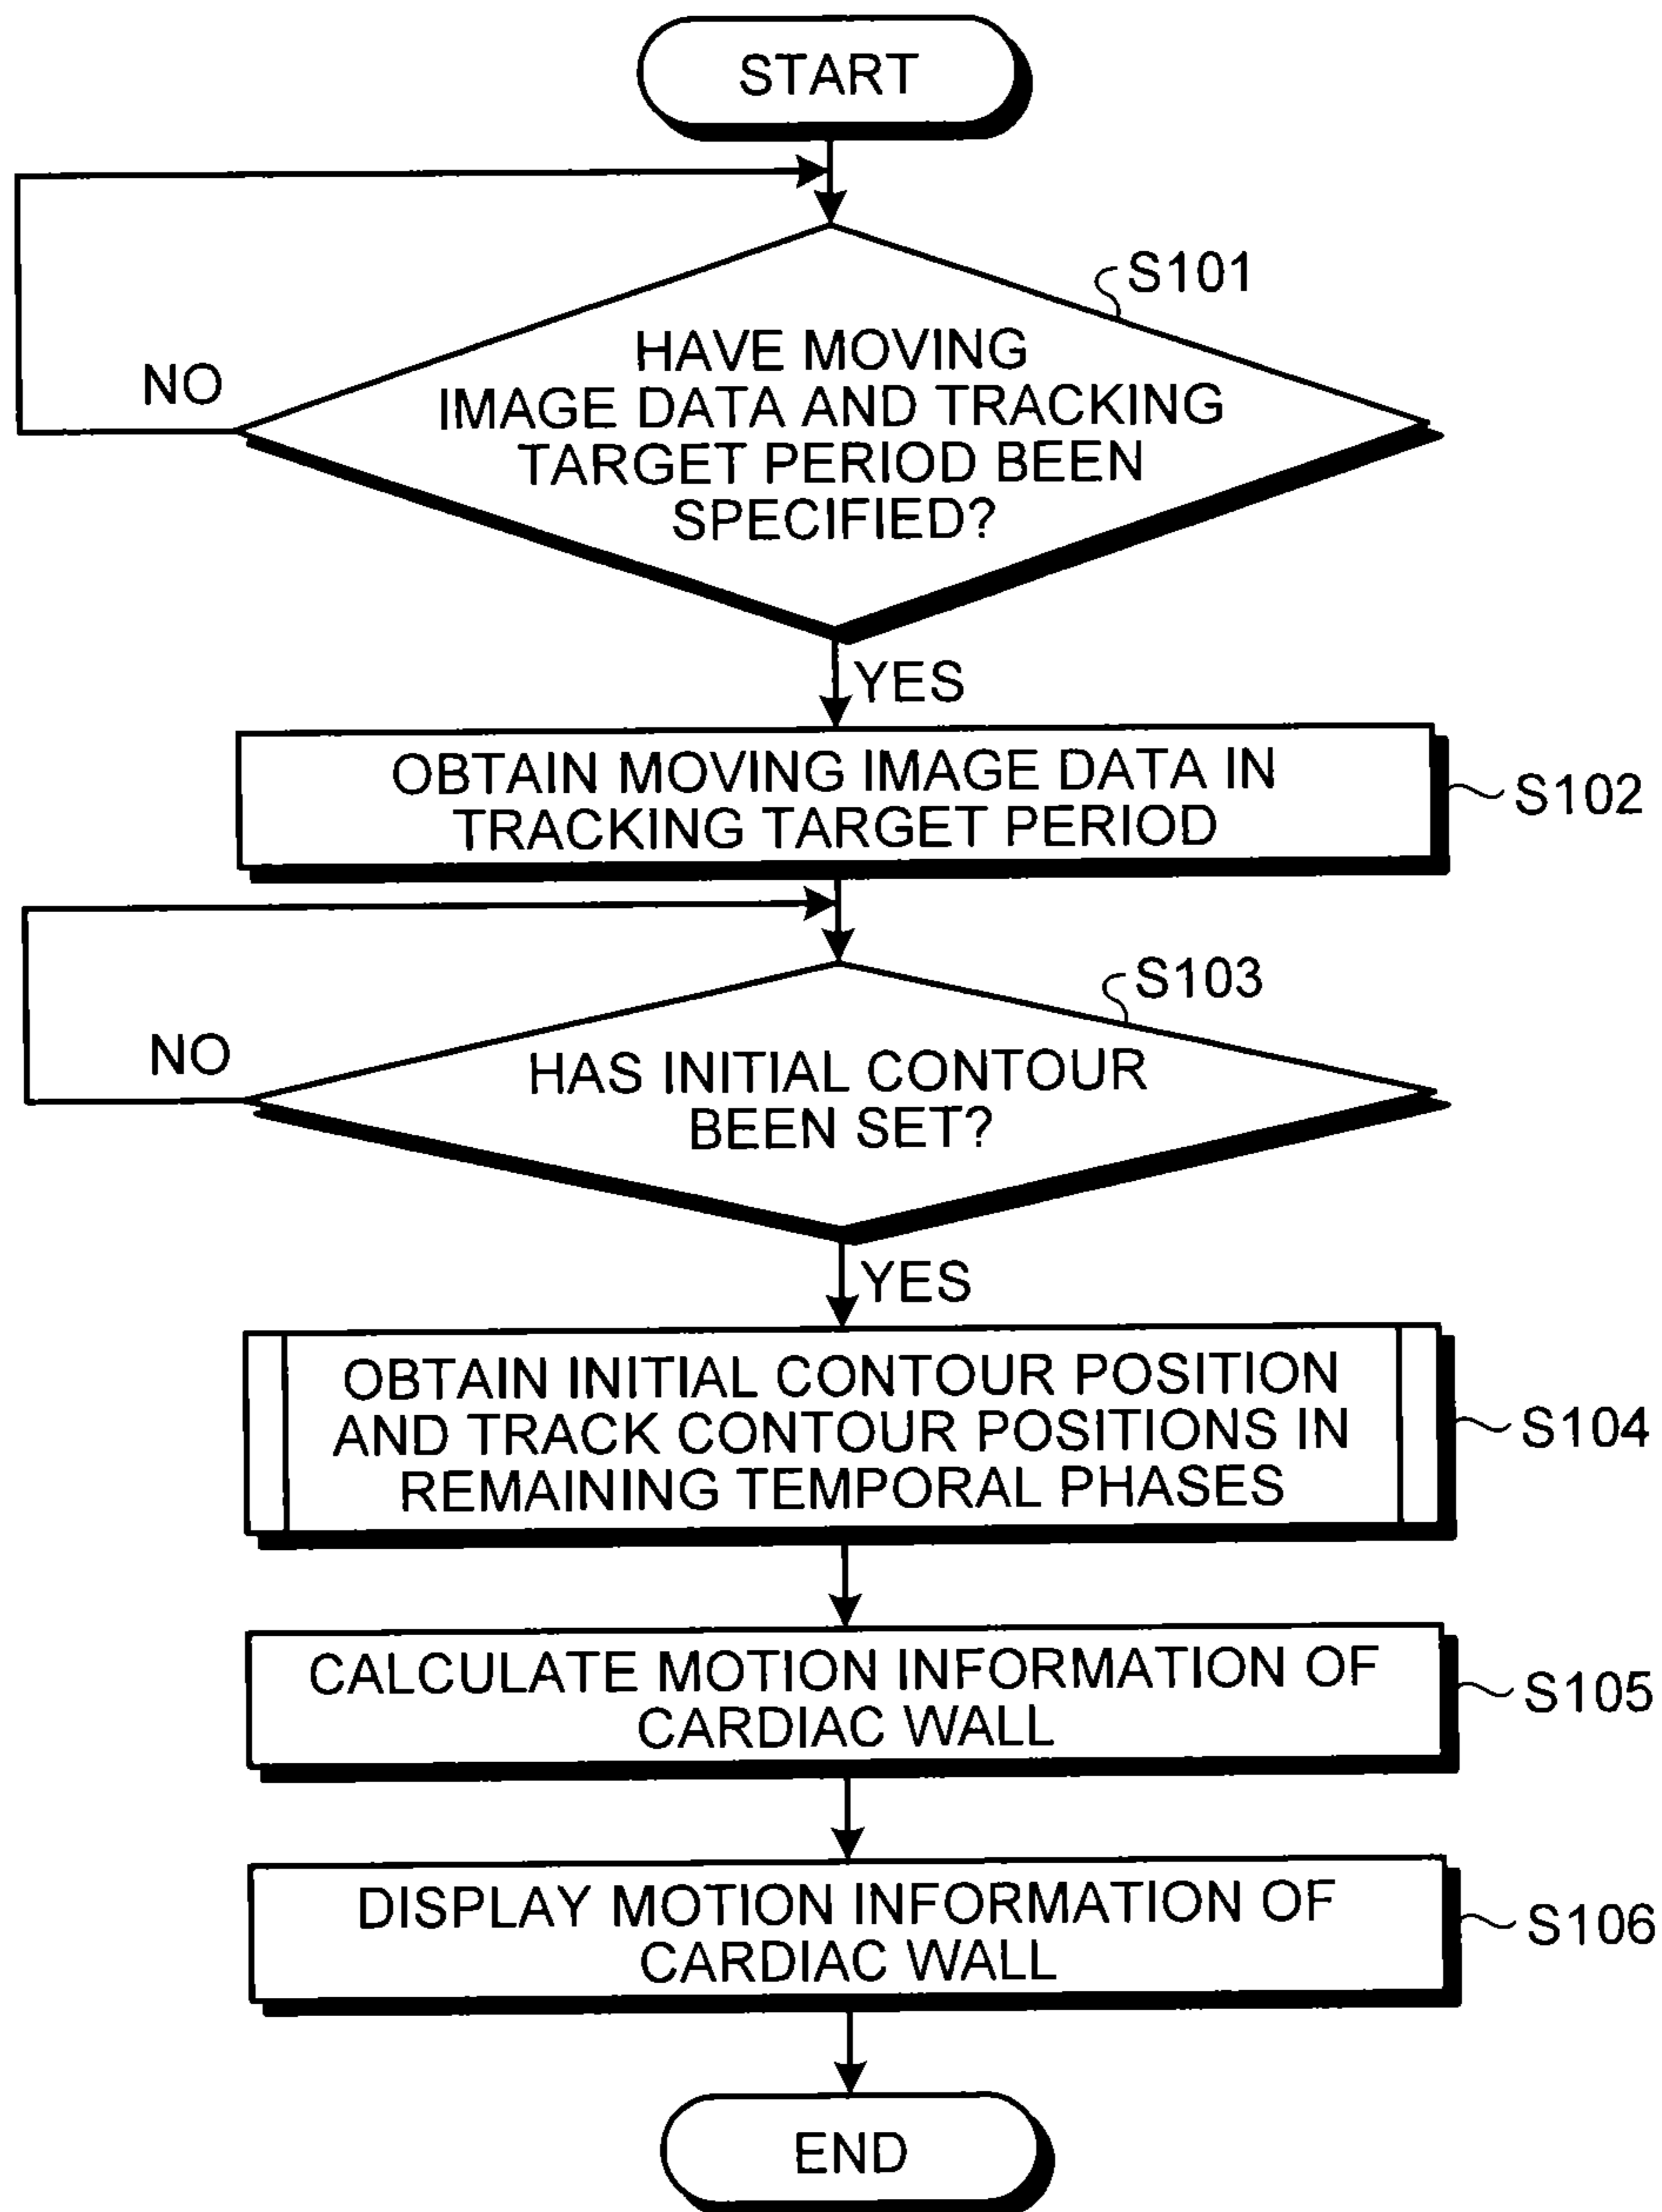 START
S101
HAVE MOVING
IMAGE DATA AND TRACKING
TARGET PERIOD BEEN
SPECIFIED?
NO
YES
OBTAIN MOVING IMAGE DATA IN
TRACKING TARGET PERIOD
S102
S103
HAS INITIAL CONTOUR
BEEN SET?
NO
YES
OBTAIN INITIAL CONTOUR POSITION
AND TRACK CONTOUR POSITIONS IN
REMAINING TEMPORAL PHASES
S104
CALCULATE MOTION INFORMATION OF
CARDIAC WALL
S105
DISPLAY MOTION INFORMATION OF
CARDIAC WALL
S106
END